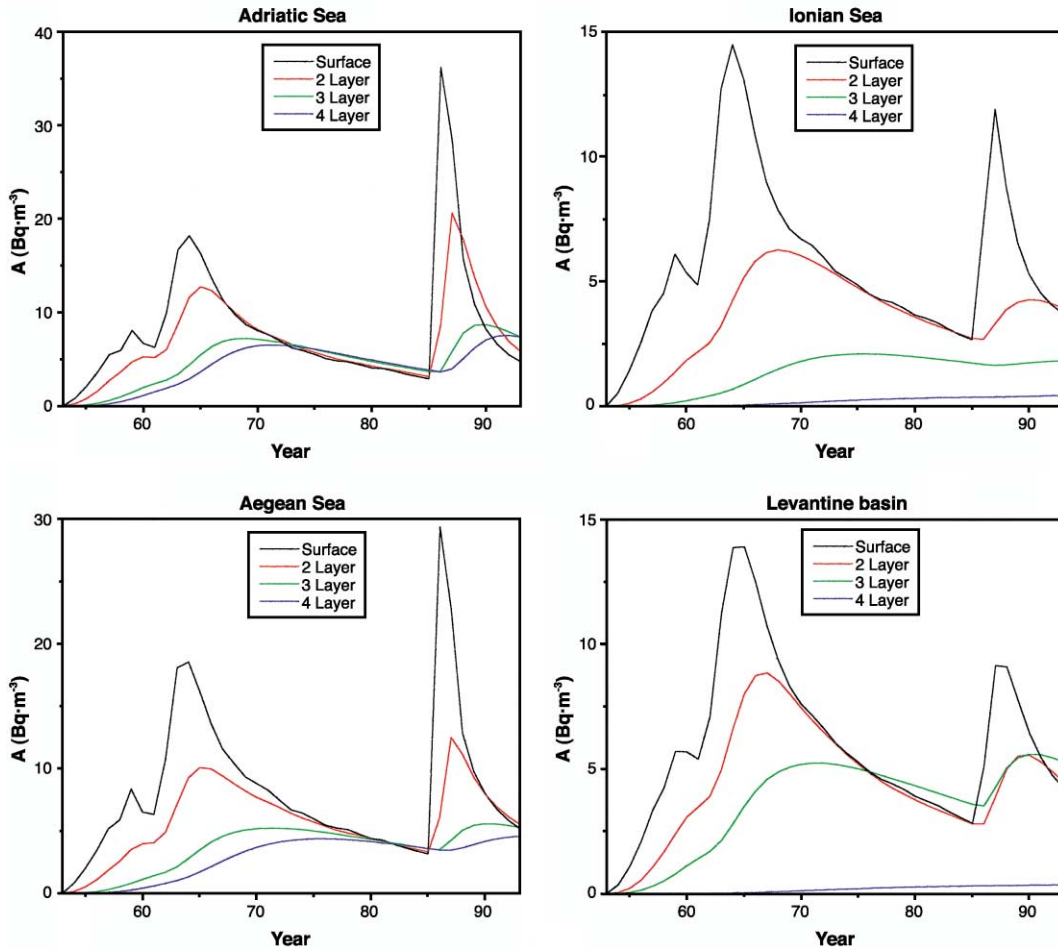 Adriatic Sea
40
30
20
10
0
A (Bq·m⁻³)
Surface
2 Layer
3 Layer
4 Layer
60
70
80
90
Year
Ionian Sea
15
10
5
0
A (Bq·m⁻³)
Surface
2 Layer
3 Layer
4 Layer
60
70
80
90
Year
Aegean Sea
30
20
10
0
A (Bq·m⁻³)
Surface
2 Layer
3 Layer
4 Layer
60
70
80
90
Year
Levantine basin
15
10
5
0
A (Bq·m⁻³)
Surface
2 Layer
3 Layer
4 Layer
60
70
80
90
Year